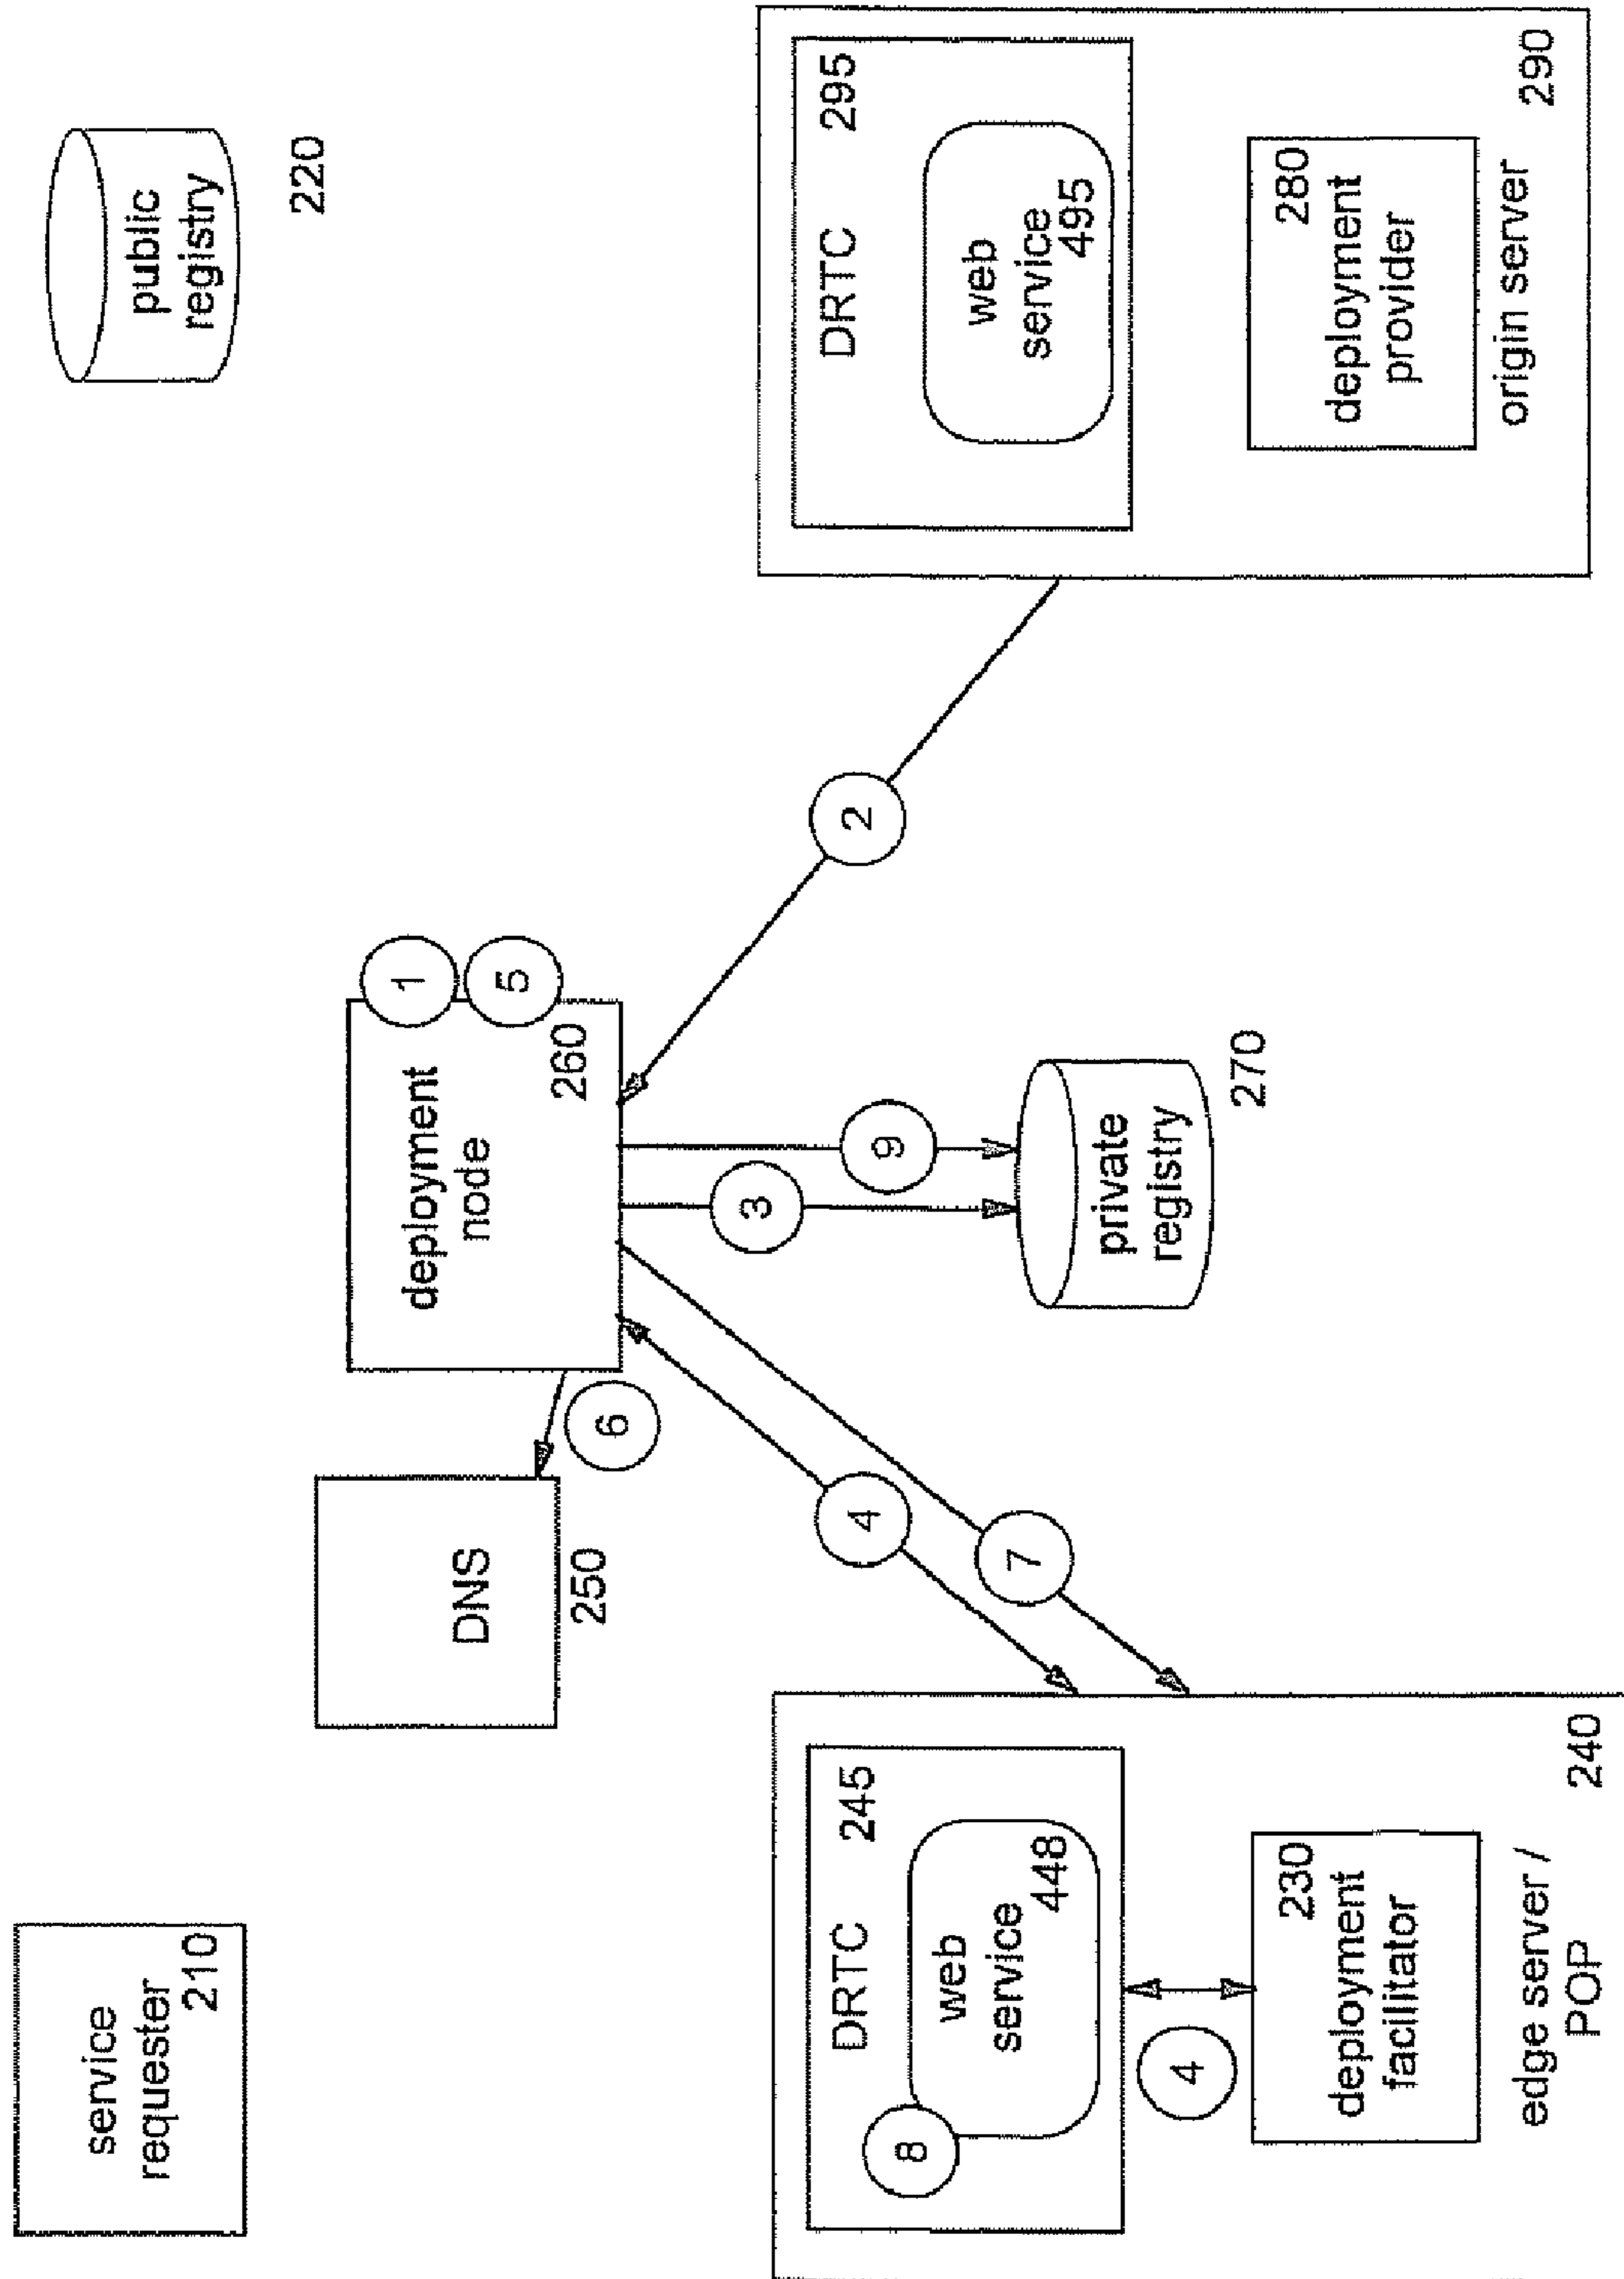 service
requester
210
public
registry
220
DNS
250
deployment
node
260
1
5
6
2
4
7
3
9
private
registry
270
DRTC 245
web
service
448
8
4
230
deployment
facilitator
edge server /
POP
240
DRTC 295
web
service
495
280
deployment
provider
origin server
290